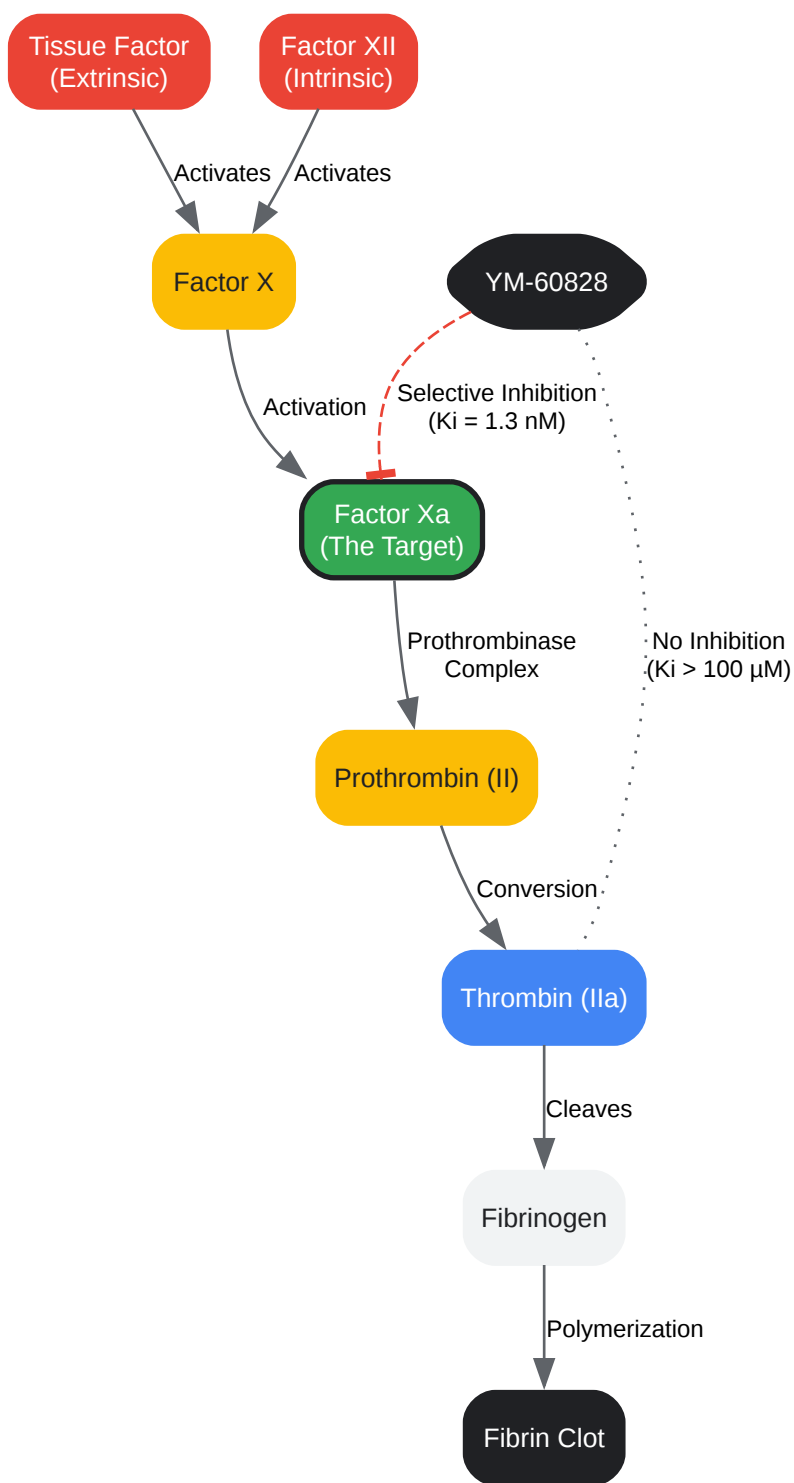 Tissue Factor
(Extrinsic)
Factor XII
(Intrinsic)
Activates
Activates
Factor X
YM-60828
Activation
Selective Inhibition
(Ki = 1.3 nM)
Factor Xa
(The Target)
Prothrombinase
Complex
No Inhibition
(Ki > 100 µM)
Prothrombin (II)
Conversion
Thrombin (IIa)
Cleaves
Fibrinogen
Polymerization
Fibrin Clot